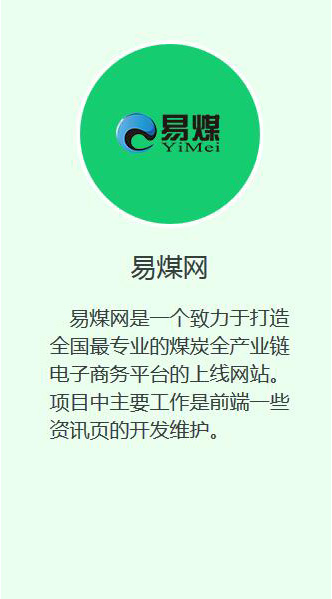 易煤
YiMei
易煤网
易煤网是一个致力于打造
全国最专业的煤炭全产业链
电子商务平台的上线网站。
项目中主要工作是前端一些
资讯页的开发维护。